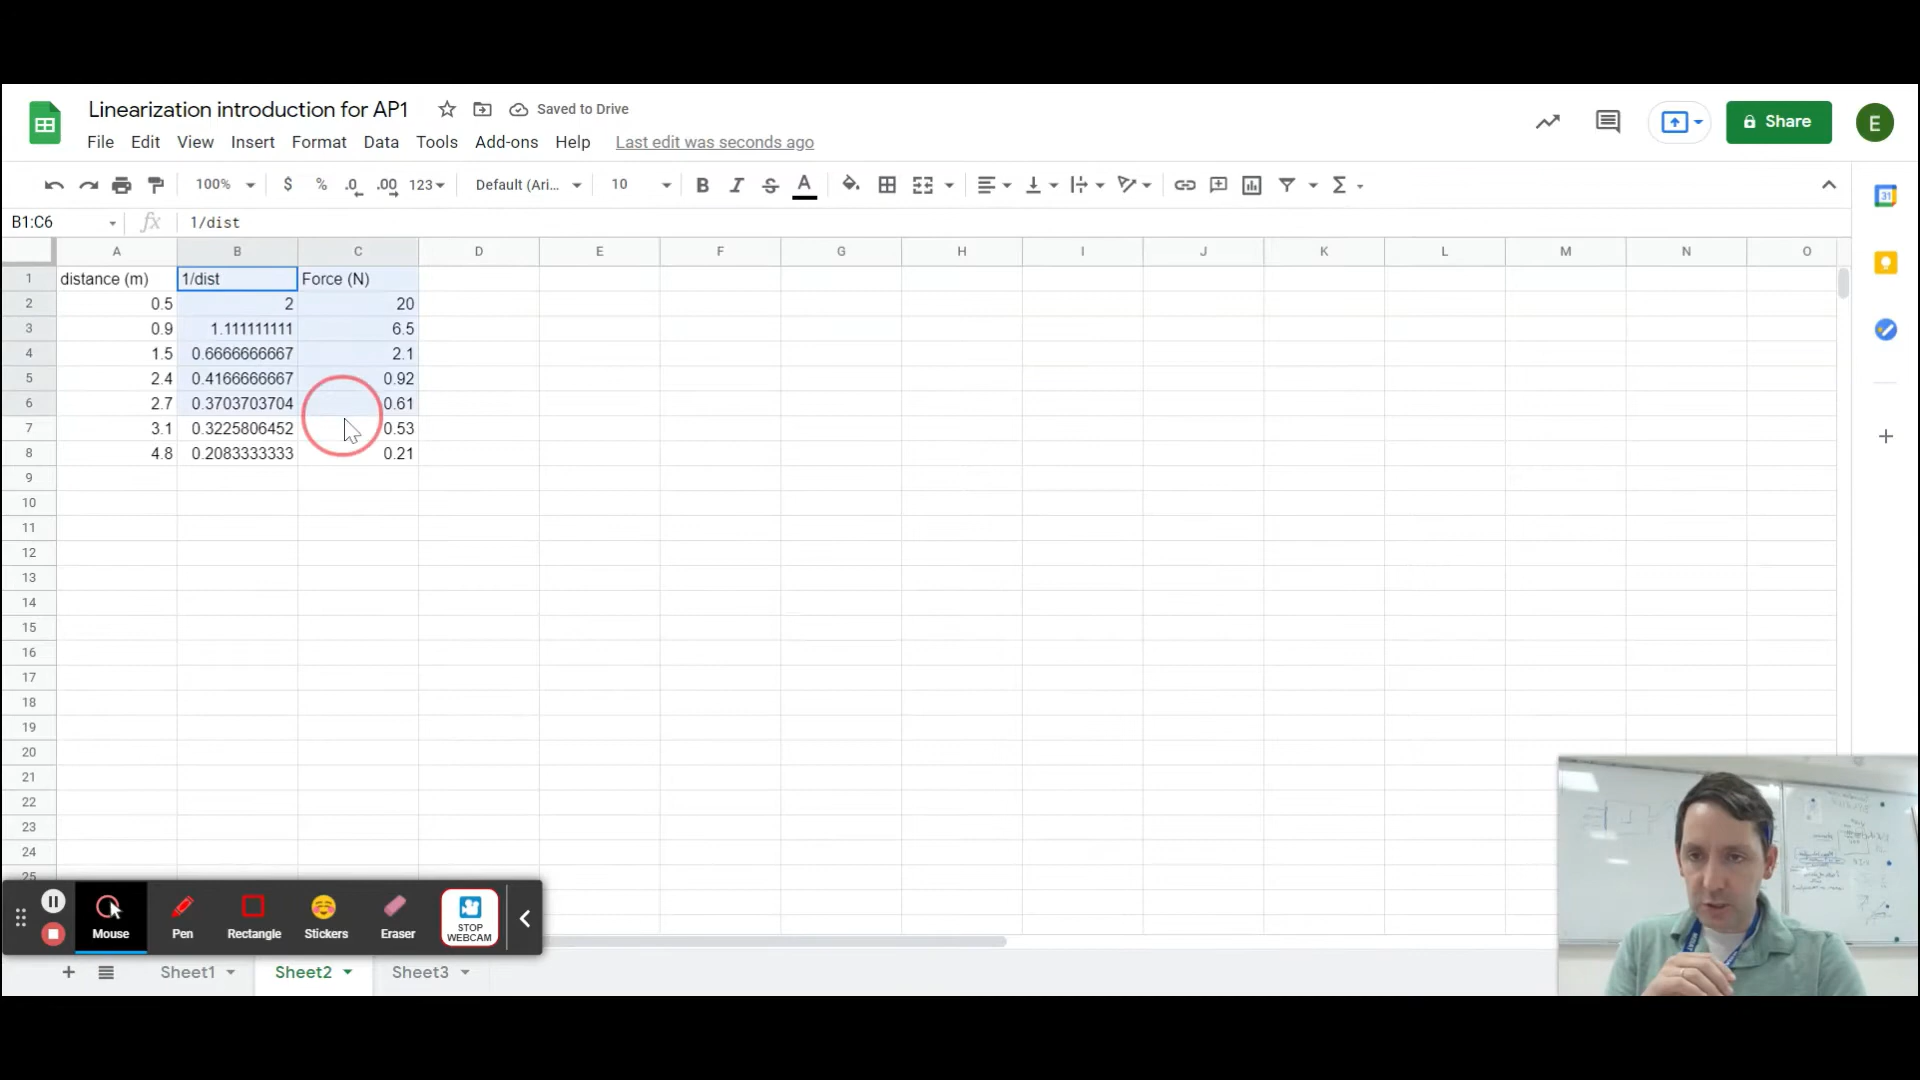 Linearization introduction for AP1 Saved to Drive
File Edit View Insert Format Data Tools Add-ons Help Last edit was seconds ago
Share E
100% $ % .0 .00 123 Default (Ari... 10 B I S A Σ
31
B1:C6 fx 1/dist
A B C D E F G H I J K L M N O
1 distance (m) 1/dist Force (N)
2 0.5 2 20
3 0.9 1.111111111 6.5
4 1.5 0.6666666667 2.1
5 2.4 0.4166666667 0.92
6 2.7 0.3703703704 0.61
7 3.1 0.3225806452 0.53
8 4.8 0.2083333333 0.21
9
10
11
12
13
14
15
16
17
18
19
20
21
22
23
24
25
Mouse Pen Rectangle Stickers Eraser STOP WEBCAM
Sheet1 Sheet2 Sheet3